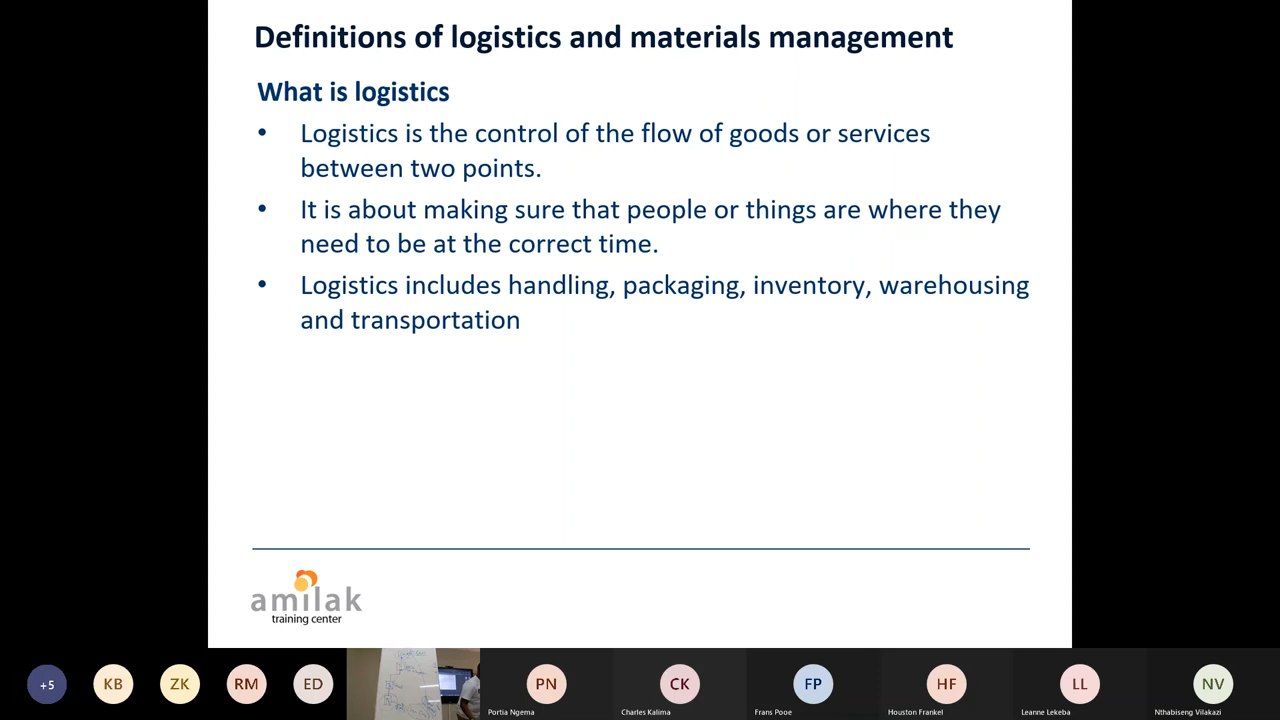 Definitions of logistics and materials management
What is logistics
• Logistics is the control of the flow of goods or services
between two points.
• It is about making sure that people or things are where they
need to be at the correct time.
• Logistics includes handling, packaging, inventory, warehousing
and transportation
amilak
training center
+5
KB
ZK
RM
ED
PN
Portia Ngema
CK
Charles Kalima
FP
Frans Pooe
HF
Houston Frankel
LL
Leanne Lekeba
NV
Nthabiseng Vilakazi